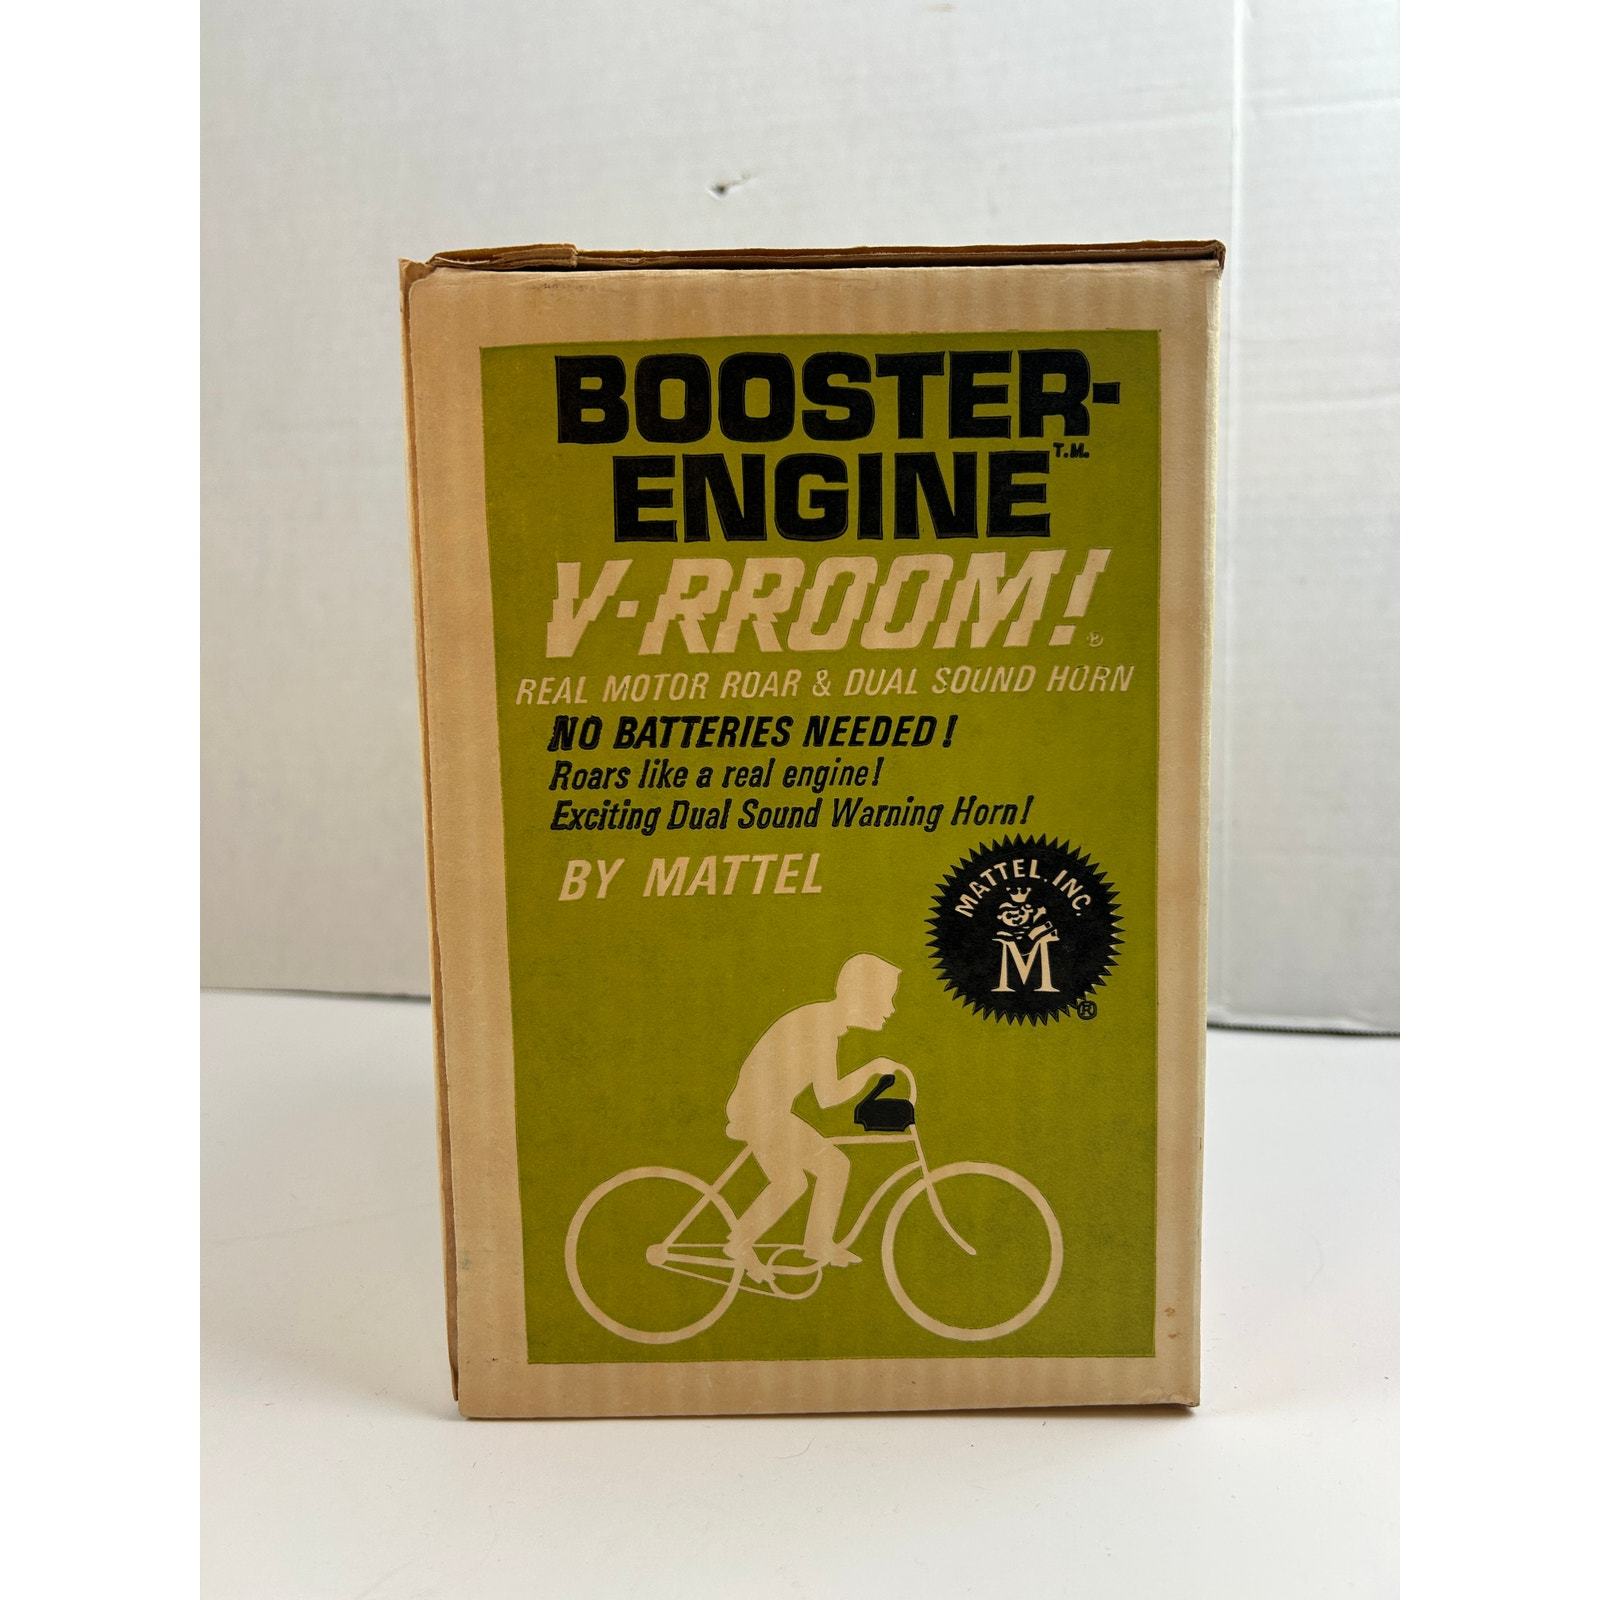 BOOSTER-
ENGINE T.M.
V-RROOM! ®
REAL MOTOR ROAR & DUAL SOUND HORN
NO BATTERIES NEEDED!
Roars like a real engine!
Exciting Dual Sound Warning Horn!
BY MATTEL
MATTEL, INC.
M
®